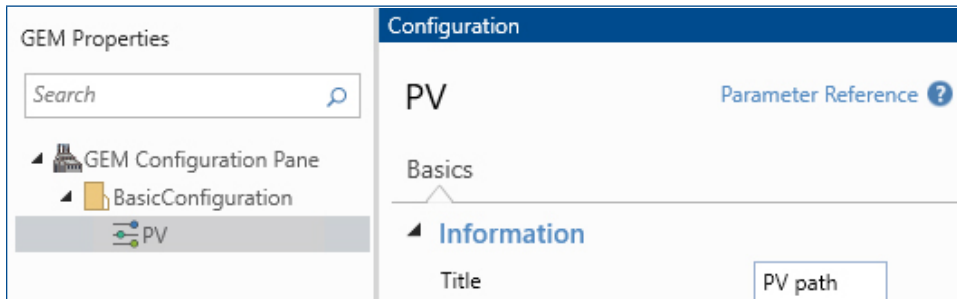 GEM Properties
Search
GEM Configuration Pane
BasicConfiguration
PV
Configuration
PV
Parameter Reference ?
Basics
Information
Title
PV path